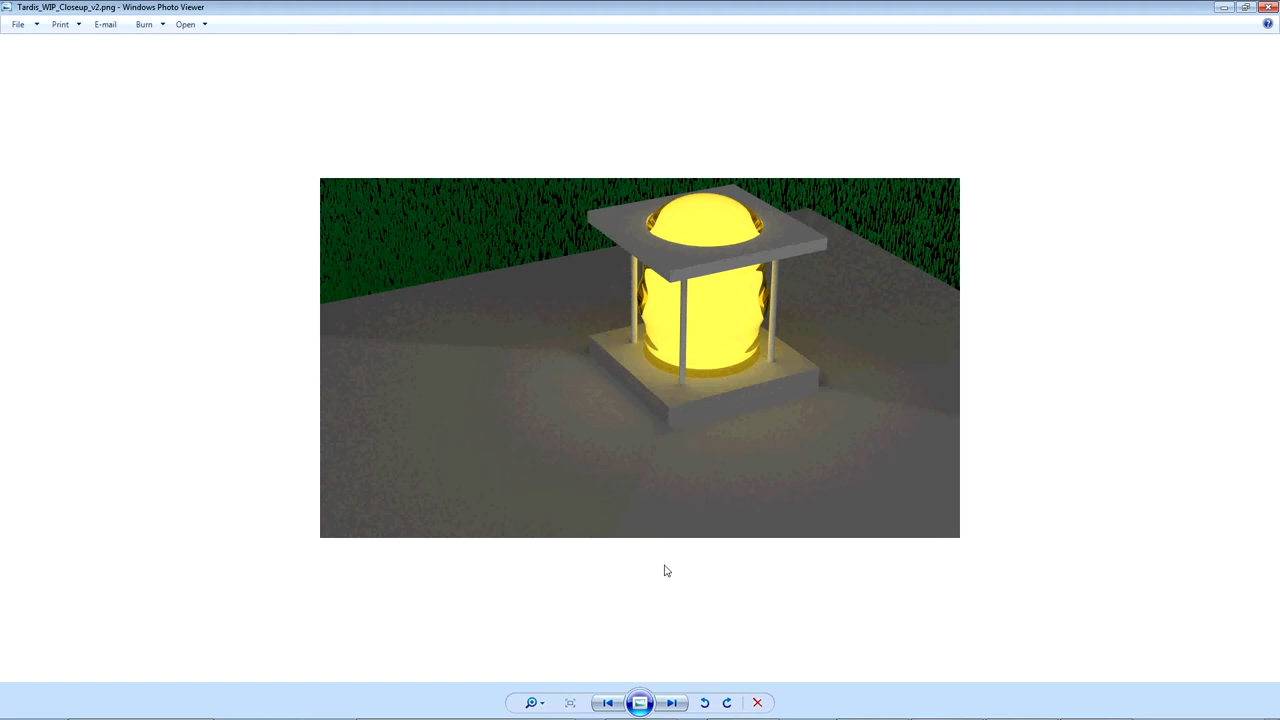 Tardis_WIP_Closeup_v2.png - Windows Photo Viewer
File Print E-mail Burn Open